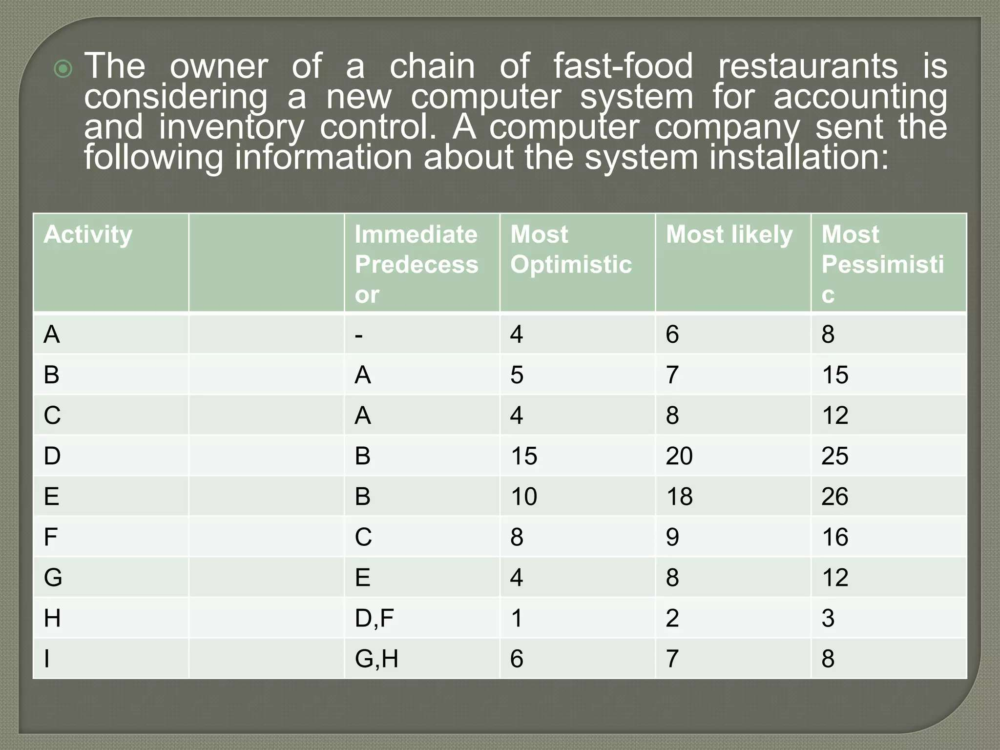 The owner of a chain of fast-food restaurants is
considering a new computer system for accounting
and inventory control. A computer company sent the
following information about the system installation:
Activity Immediate Predecess or Most Optimistic Most likely Most Pessimisti c
A - 4 6 8
B A 5 7 15
C A 4 8 12
D B 15 20 25
E B 10 18 26
F C 8 9 16
G E 4 8 12
H D,F 1 2 3
I G,H 6 7 8